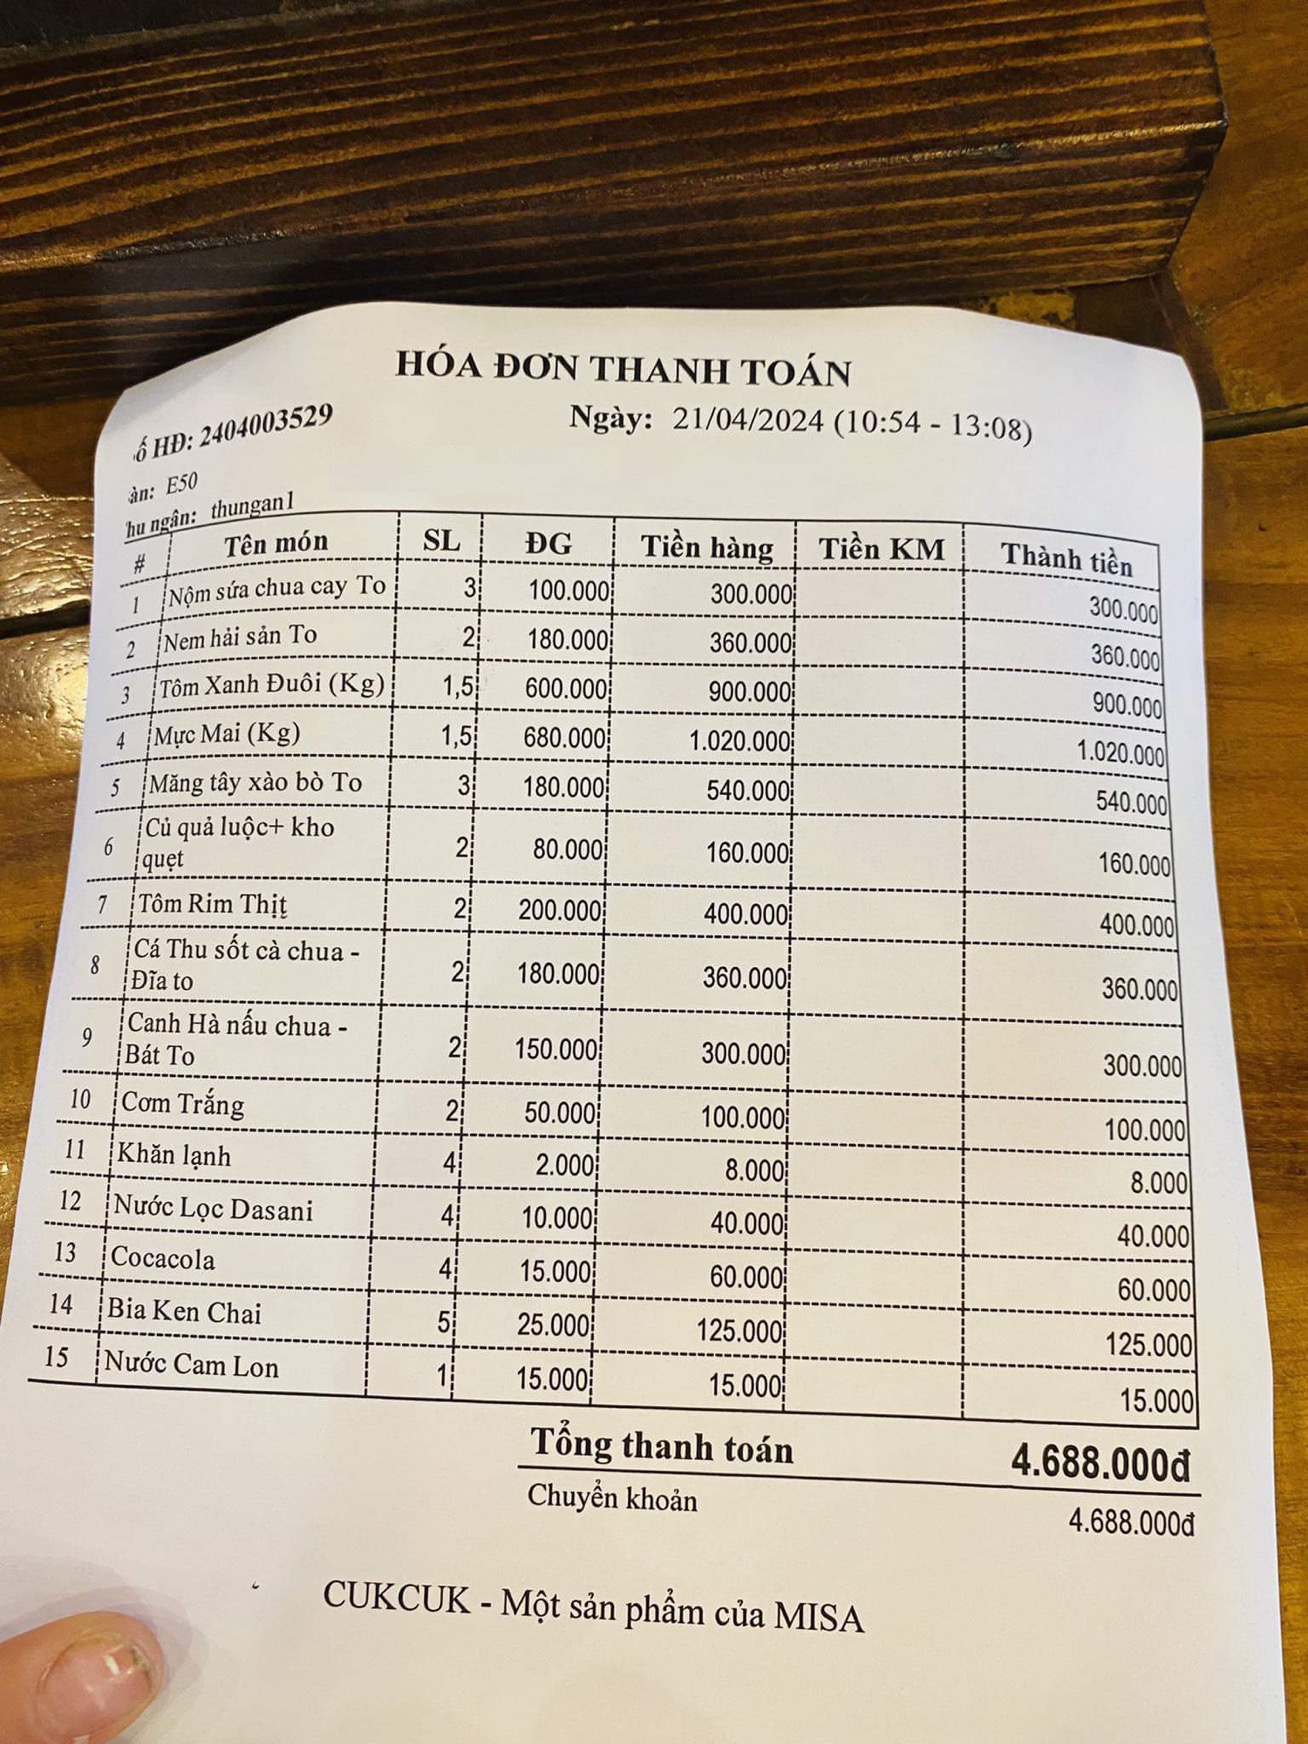 HÓA ĐƠN THANH TOÁN
ố HĐ: 2404003529
Ngày: 21/04/2024 (10:54 - 13:08)
àn: E50
hu ngân: thungan1
# Tên món SL ĐG Tiền hàng Tiền KM Thành tiền
1 Nộm sứa chua cay To 3 100.000 300.000 300.000
2 Nem hải sản To 2 180.000 360.000 360.000
3 Tôm Xanh Đuôi (Kg) 1,5 600.000 900.000 900.000
4 Mực Mai (Kg) 1,5 680.000 1.020.000 1.020.000
5 Măng tây xào bò To 3 180.000 540.000 540.000
6 Củ quả luộc+ kho
quẹt 2 80.000 160.000 160.000
7 Tôm Rim Thịt 2 200.000 400.000 400.000
8 Cá Thu sốt cà chua -
Đĩa to 2 180.000 360.000 360.000
9 Canh Hà nấu chua -
Bát To 2 150.000 300.000 300.000
10 Cơm Trắng 2 50.000 100.000 100.000
11 Khăn lạnh 4 2.000 8.000 8.000
12 Nước Lọc Dasani 4 10.000 40.000 40.000
13 Cocacola 4 15.000 60.000 60.000
14 Bia Ken Chai 5 25.000 125.000 125.000
15 Nước Cam Lon 1 15.000 15.000 15.000
Tổng thanh toán 4.688.000đ
Chuyển khoản 4.688.000đ
CUKCUK - Một sản phẩm của MISA